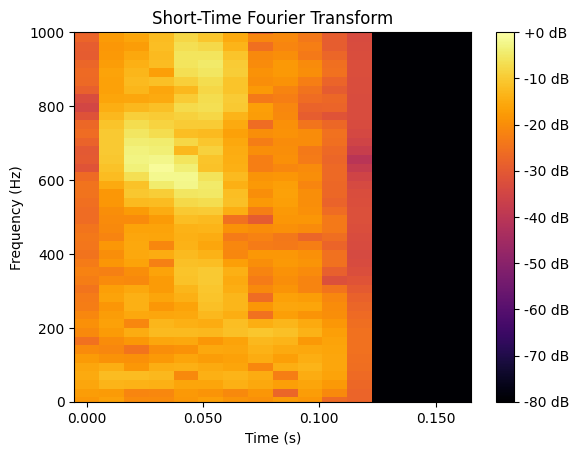 Short-Time Fourier Transform
1000
800
600
400
200
0
Frequency (Hz)
0.000
0.050
0.100
0.150
Time (s)
+0 dB
-10 dB
-20 dB
-30 dB
-40 dB
-50 dB
-60 dB
-70 dB
-80 dB